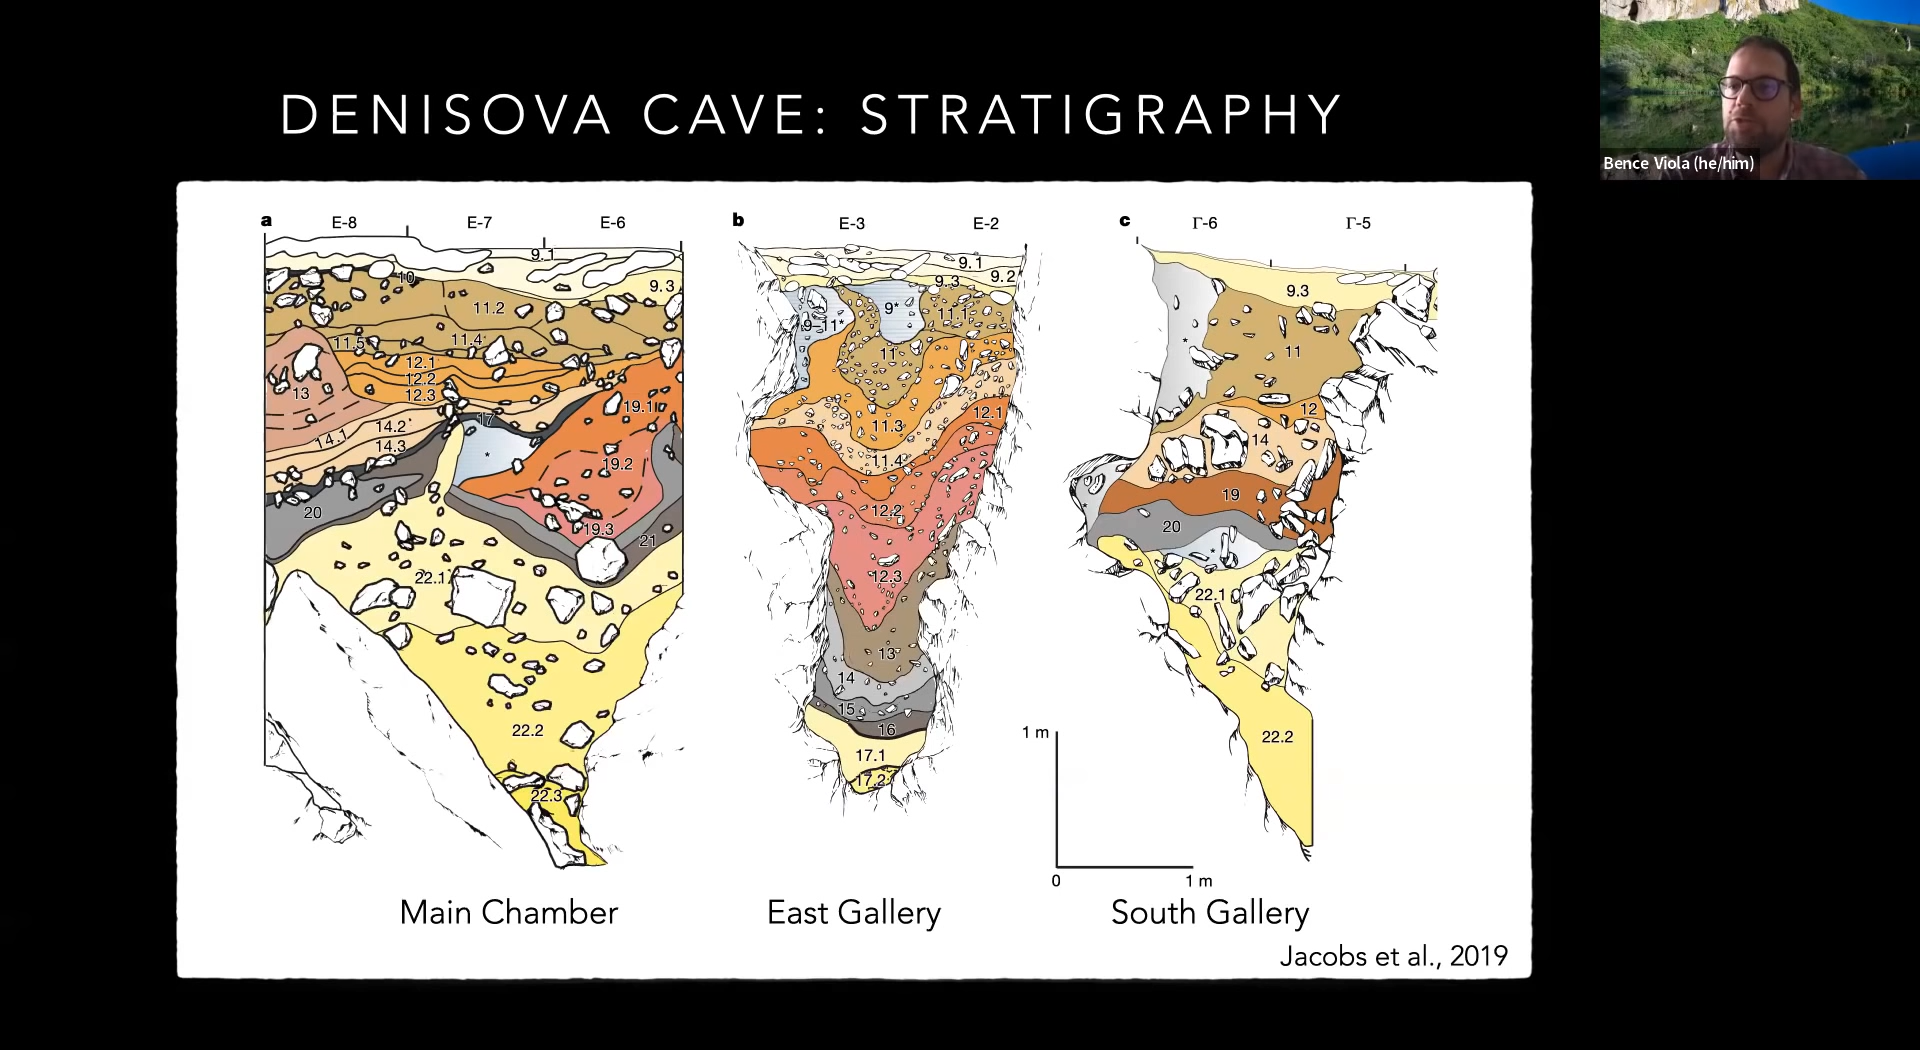 DENISOVA CAVE: STRATIGRAPHY
Bence Viola (he/him)
a
E-8
E-7
E-6
9.1
10
9.3
11.2
11.5
11.4
12.1
12.2
12.3
13
14.1
14.2
14.3
17
*
19.1
19.2
19.3
20
21
22.1
22.2
22.3
Main Chamber
b
E-3
E-2
9.1
9.2
9.3
9*
9–11*
11.1
11
11.3
11.4
12.1
12.2
12.3
13
14
15
16
17.1
17.2
East Gallery
c
Γ-6
Γ-5
9.3
*
11
12
14
19
*
20
*
22.1
22.2
1 m
0
1 m
South Gallery
Jacobs et al., 2019